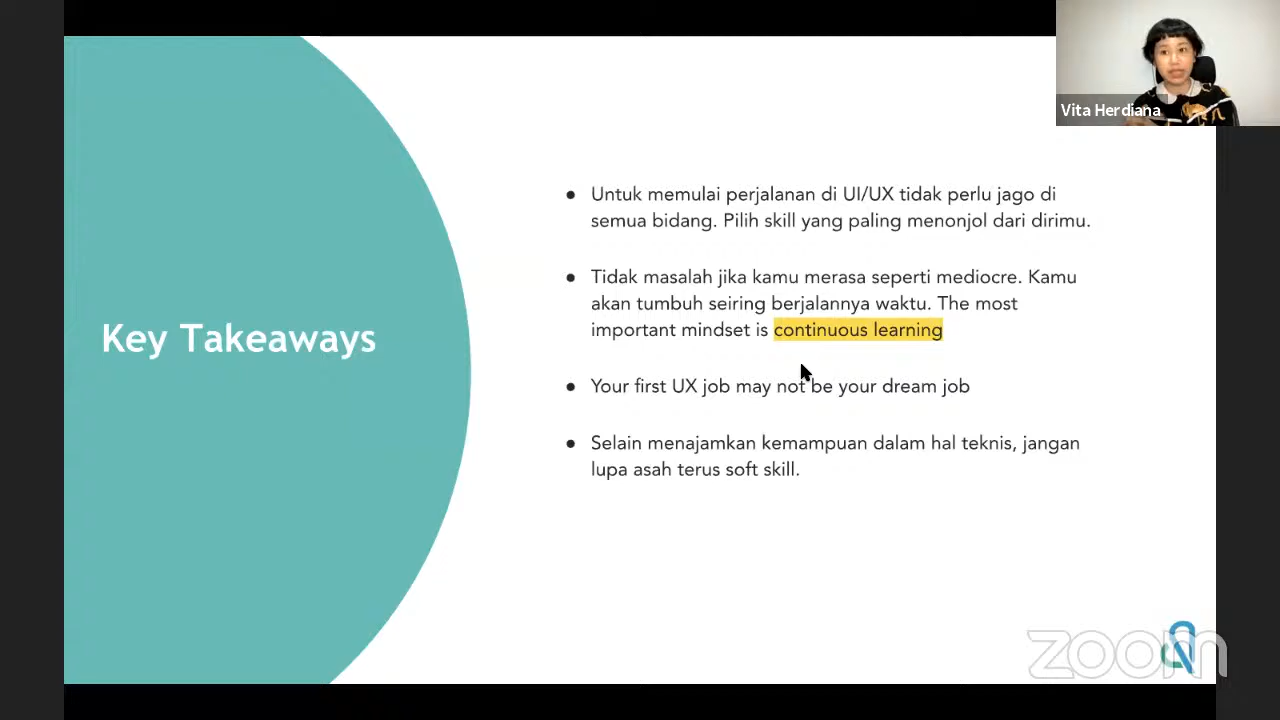 Vita Herdiana
Key Takeaways
● Untuk memulai perjalanan di UI/UX tidak perlu jago di
semua bidang. Pilih skill yang paling menonjol dari dirimu.
● Tidak masalah jika kamu merasa seperti mediocre. Kamu
akan tumbuh seiring berjalannya waktu. The most
important mindset is continuous learning
● Your first UX job may not be your dream job
● Selain menajamkan kemampuan dalam hal teknis, jangan
lupa asah terus soft skill.
zoom